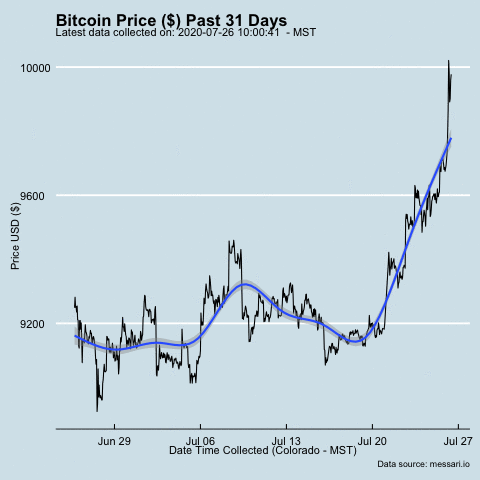 Bitcoin Price ($) Past 31 Days
Latest data collected on: 2020-07-26 10:00:41  - MST
10000
9600
9200
Price USD ($)
Jun 29
Jul 06
Jul 13
Jul 20
Jul 27
Date Time Collected (Colorado - MST)
Data source: messari.io